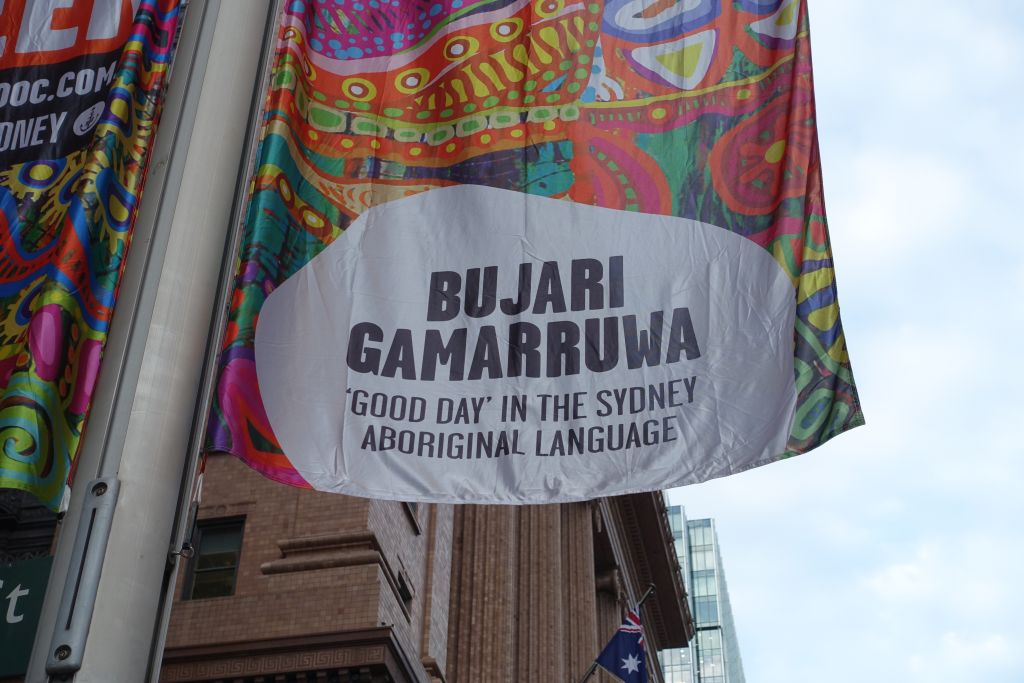 OOC.COM
DNEY
BUJARI
GAMARRUWA
'GOOD DAY' IN THE SYDNEY
ABORIGINAL LANGUAGE
t